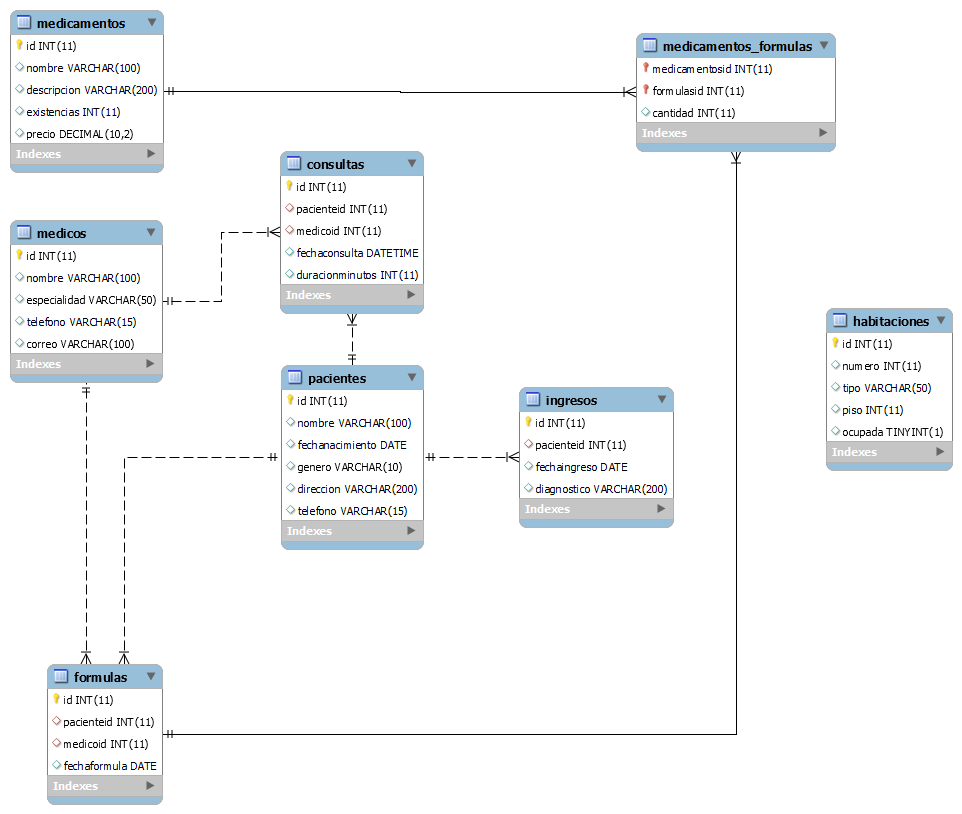 medicamentos
id INT(11)
nombre VARCHAR(100)
descripcion VARCHAR(200)
existencias INT(11)
precio DECIMAL(10,2)
Indexes
medicamentos_formulas
medicamentosid INT(11)
formulasid INT(11)
cantidad INT(11)
Indexes
consultas
id INT(11)
pacienteid INT(11)
medicoid INT(11)
fechaconsulta DATETIME
duracionminutos INT(11)
Indexes
medicos
id INT(11)
nombre VARCHAR(100)
especialidad VARCHAR(50)
telefono VARCHAR(15)
correo VARCHAR(100)
Indexes
habitaciones
id INT(11)
numero INT(11)
tipo VARCHAR(50)
piso INT(11)
ocupada TINYINT(1)
Indexes
pacientes
id INT(11)
nombre VARCHAR(100)
fechanacimiento DATE
genero VARCHAR(10)
direccion VARCHAR(200)
telefono VARCHAR(15)
Indexes
ingresos
id INT(11)
pacienteid INT(11)
fechaingreso DATE
diagnostico VARCHAR(200)
Indexes
formulas
id INT(11)
pacienteid INT(11)
medicoid INT(11)
fechaformula DATE
Indexes